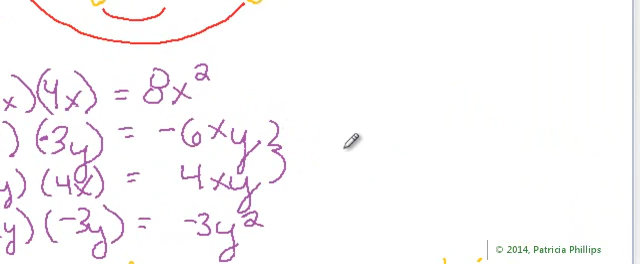 x)(4x) = 8x²
)(-3y) = -6xy
y)(4x) = 4xy
y)(-3y) = -3y²
© 2014, Patricia Phillips